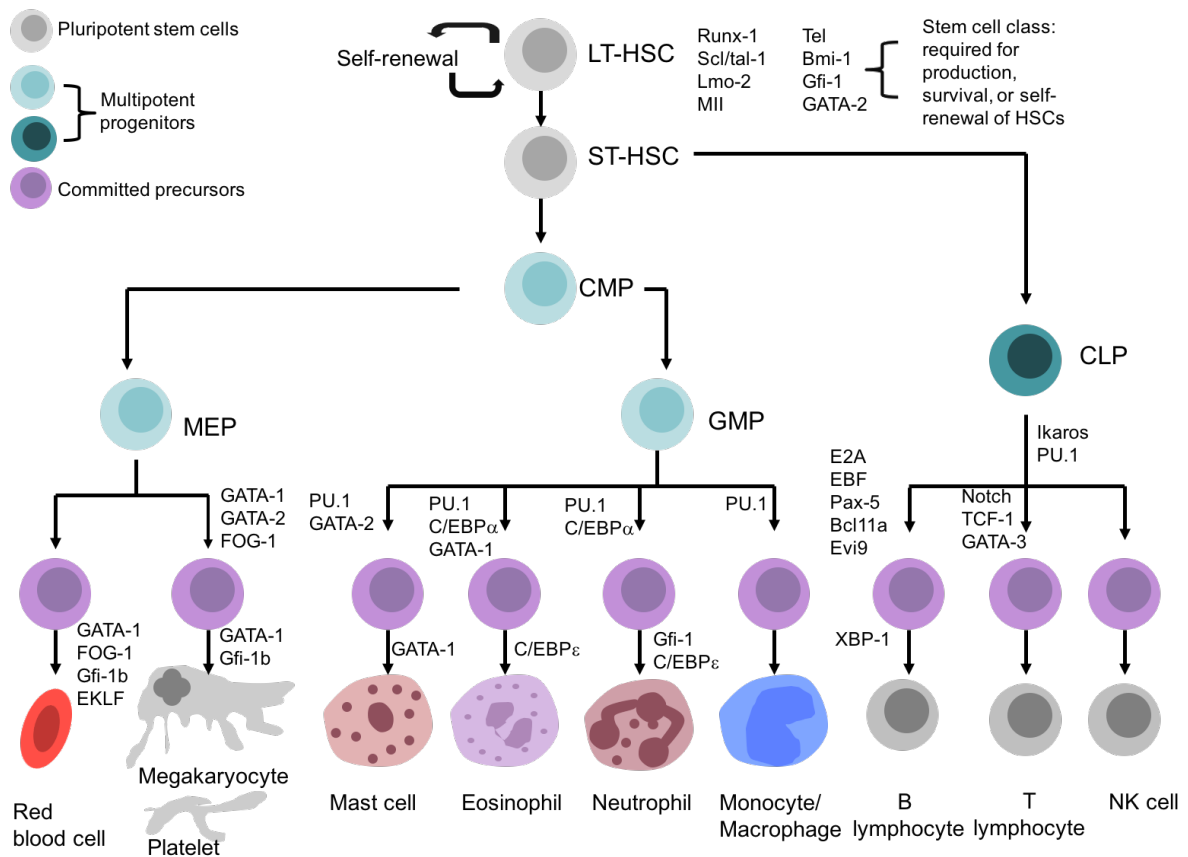 Pluripotent stem cells
Multipotent
progenitors
Committed precursors
Self-renewal
LT-HSC
Runx-1
Scl/tal-1
Lmo-2
MII
Tel
Bmi-1
Gfi-1
GATA-2
Stem cell class:
required for
production,
survival, or self-
renewal of HSCs
ST-HSC
CMP
CLP
MEP
GMP
Ikaros
PU.1
GATA-1
GATA-2
FOG-1
PU.1
GATA-2
PU.1
C/EBPα
GATA-1
PU.1
C/EBPα
PU.1
E2A
EBF
Pax-5
Bcl11a
Evi9
Notch
TCF-1
GATA-3
GATA-1
FOG-1
Gfi-1b
EKLF
GATA-1
Gfi-1b
GATA-1
C/EBPε
Gfi-1
C/EBPε
XBP-1
Red
blood cell
Megakaryocyte
Platelet
Mast cell
Eosinophil
Neutrophil
Monocyte/
Macrophage
B
lymphocyte
T
lymphocyte
NK cell